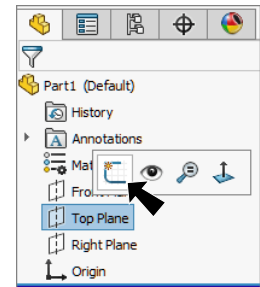 Part1 (Default)
History
Annotations
Mat
Fron
Top Plane
Right Plane
Origin